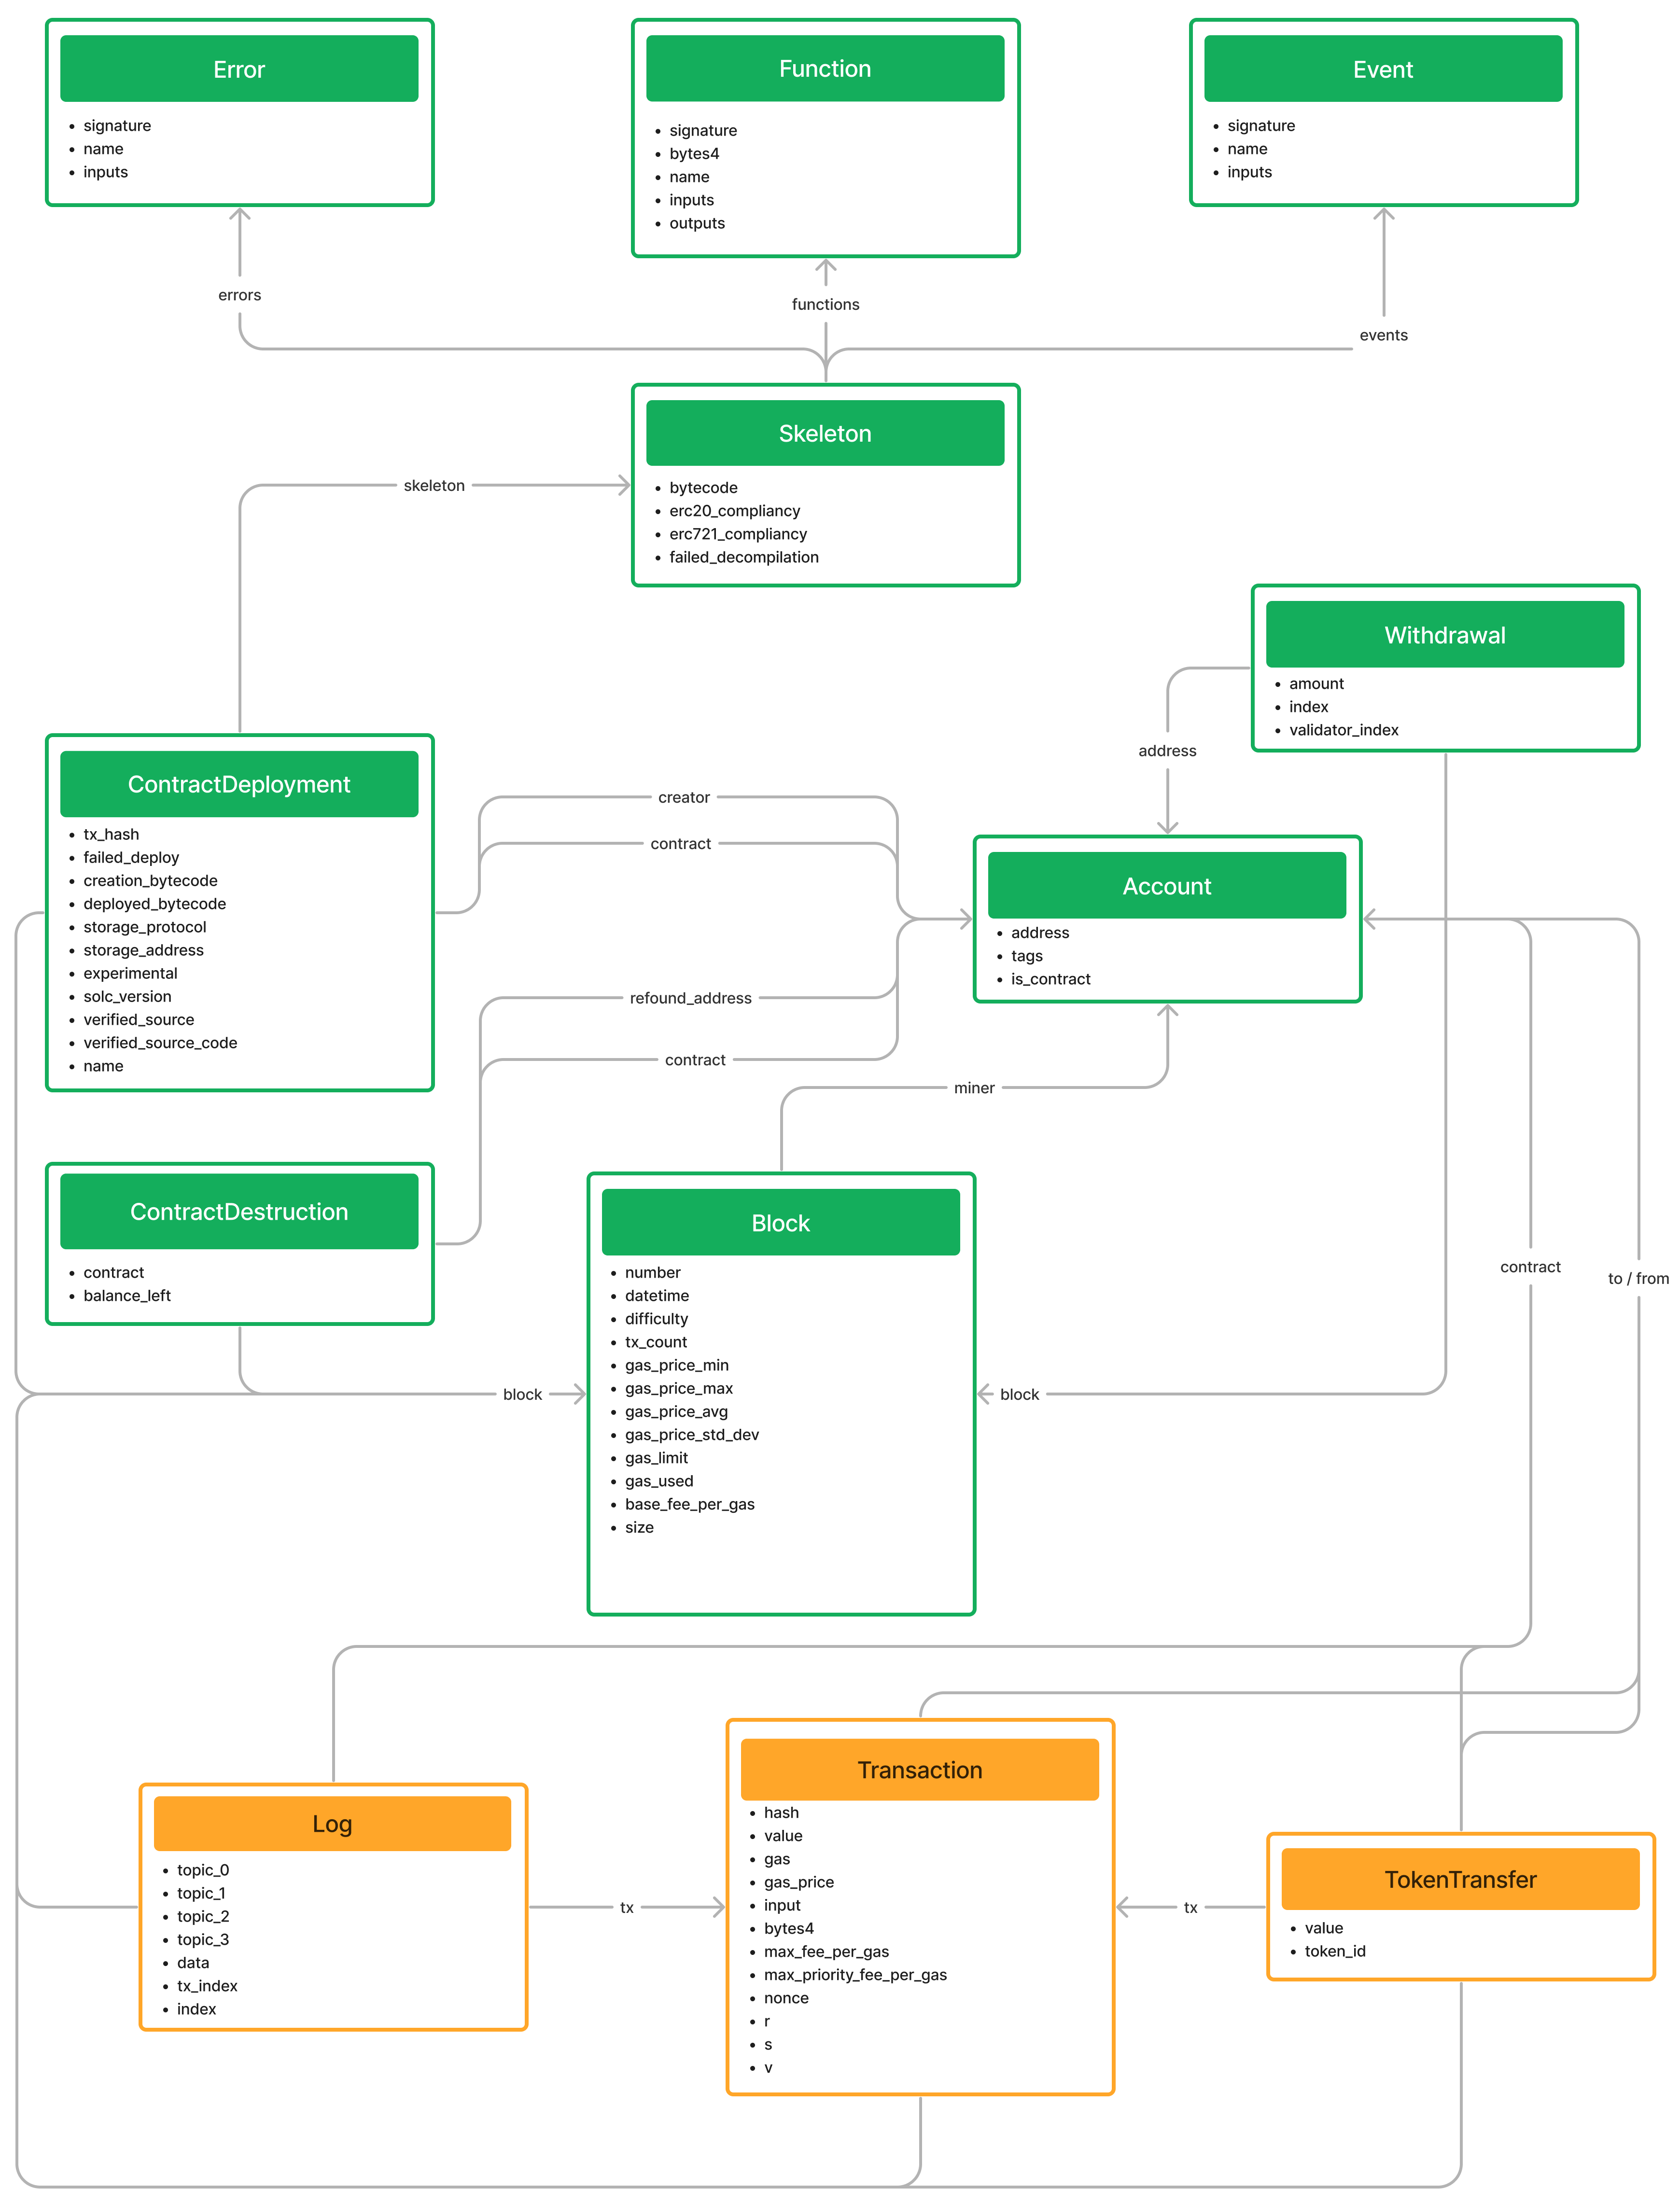 Error
signature
name
inputs
Function
signature
bytes4
name
inputs
outputs
Event
signature
name
inputs
errors
functions
events
Skeleton
bytecode
erc20_compliancy
erc721_compliancy
failed_decompilation
skeleton
Withdrawal
amount
index
validator_index
address
ContractDeployment
tx_hash
failed_deploy
creation_bytecode
deployed_bytecode
storage_protocol
storage_address
experimental
solc_version
verified_source
verified_source_code
name
creator
contract
Account
address
tags
is_contract
refound_address
contract
miner
ContractDestruction
contract
balance_left
Block
number
datetime
difficulty
tx_count
gas_price_min
gas_price_max
gas_price_avg
gas_price_std_dev
gas_limit
gas_used
base_fee_per_gas
size
contract
to / from
block
block
Log
topic_0
topic_1
topic_2
topic_3
data
tx_index
index
tx
Transaction
hash
value
gas
gas_price
input
bytes4
max_fee_per_gas
max_priority_fee_per_gas
nonce
r
s
v
tx
TokenTransfer
value
token_id